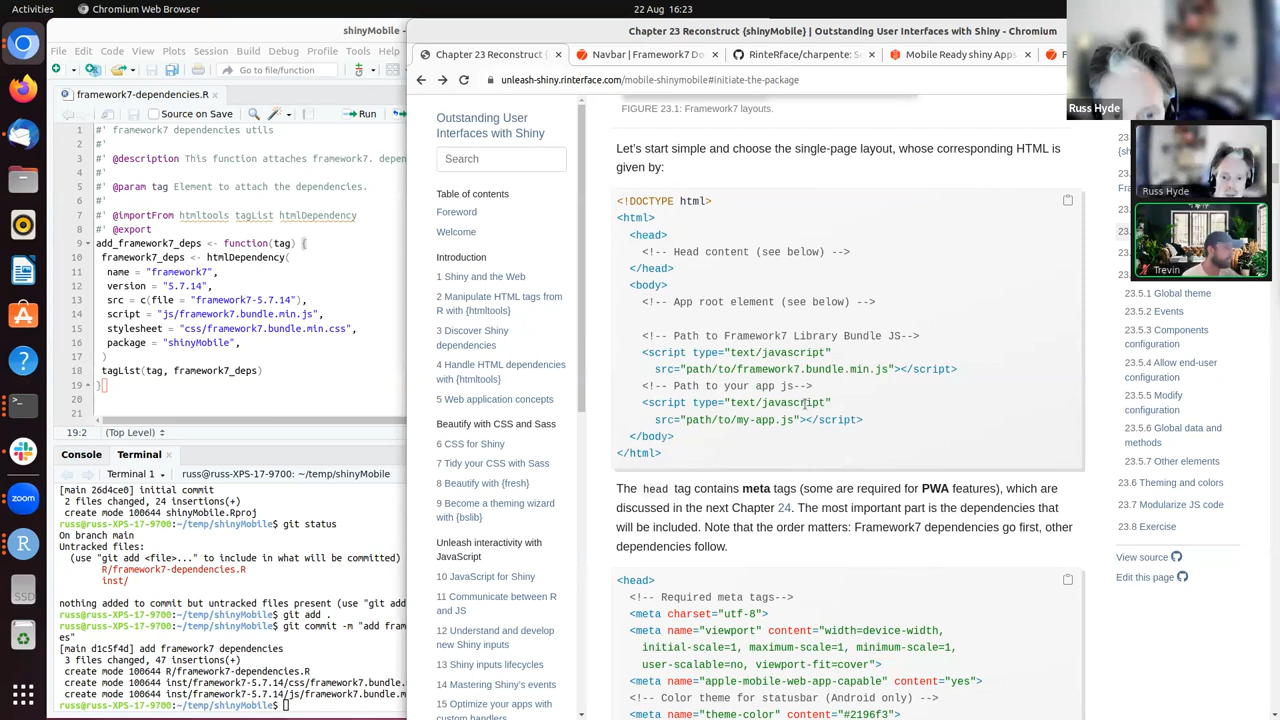 Activities
Chromium Web Browser
22 Aug 16:23
shinyMobile -
File Edit Code View Plots Session Build Debug Profile Tools
Go to file/function
framework7-dependencies.R
Source on Save
Run
1 #' framework7 dependencies utils
2 #'
3 #' @description This function attaches framework7. depen
4 #'
5 #' @param tag Element to attach the dependencies.
6 #'
7 #' @importFrom htmltools tagList htmlDependency
8 #' @export
9 add_framework7_deps <- function(tag) {
10 framework7_deps <- htmlDependency(
11 name = "framework7",
12 version = "5.7.14",
13 src = c(file = "framework7-5.7.14"),
14 script = "js/framework7.bundle.min.js",
15 stylesheet = "css/framework7.bundle.min.css",
16 package = "shinyMobile",
17 )
18 tagList(tag, framework7_deps)
19 }
20
21
19:2 (Top Level)
Console Terminal
Terminal 1 russ@russ-XPS-17-9700: ~/temp/shinyMobile
[main 26d4ce0] initial commit
2 files changed, 24 insertions(+)
create mode 100644 shinyMobile.Rproj
russ@russ-XPS-17-9700:~/temp/shinyMobile$ git status
On branch main
Untracked files:
(use "git add <file>..." to include in what will be committed)
R/framework7-dependencies.R
inst/
nothing added to commit but untracked files present (use "git ad
russ@russ-XPS-17-9700:~/temp/shinyMobile$ git add .
russ@russ-XPS-17-9700:~/temp/shinyMobile$ git commit -m "add fram
es"
[main d1c5f4d] add framework7 dependencies
3 files changed, 47 insertions(+)
create mode 100644 R/framework7-dependencies.R
create mode 100644 inst/framework7-5.7.14/css/framework7.bundle.
create mode 100644 inst/framework7-5.7.14/js/framework7.bundle.m
russ@russ-XPS-17-9700:~/temp/shinyMobile$
Chapter 23 Reconstruct {shinyMobile} | Outstanding User Interfaces with Shiny - Chromium
Chapter 23 Reconstruct {
Navbar | Framework7 Do
RinteRface/charpente: Se
Mobile Ready shiny Apps
F
unleash-shiny.rinterface.com/mobile-shinymobile#initiate-the-package
Outstanding User
Interfaces with Shiny
Search
Table of contents
Foreword
Welcome
Introduction
1 Shiny and the Web
2 Manipulate HTML tags from
R with {htmltools}
3 Discover Shiny
dependencies
4 Handle HTML dependencies
with {htmltools}
5 Web application concepts
Beautify with CSS and Sass
6 CSS for Shiny
7 Tidy your CSS with Sass
8 Beautify with {fresh}
9 Become a theming wizard
with {bslib}
Unleash interactivity with
JavaScript
10 JavaScript for Shiny
11 Communicate between R
and JS
12 Understand and develop
new Shiny inputs
13 Shiny inputs lifecycles
14 Mastering Shiny's events
15 Optimize your apps with
custom handlers
FIGURE 23.1: Framework7 layouts.
Let's start simple and choose the single-page layout, whose corresponding HTML is
given by:
<!DOCTYPE html>
<html>
<head>
<!-- Head content (see below) -->
</head>
<body>
<!-- App root element (see below) -->
<!-- Path to Framework7 Library Bundle JS-->
<script type="text/javascript"
src="path/to/framework7.bundle.min.js"></script>
<!-- Path to your app js-->
<script type="text/javascript"
src="path/to/my-app.js"></script>
</body>
</html>
The head tag contains meta tags (some are required for PWA features), which are
discussed in the next Chapter 24. The most important part is the dependencies that
will be included. Note that the order matters: Framework7 dependencies go first, other
dependencies follow.
<head>
<!-- Required meta tags-->
<meta charset="utf-8">
<meta name="viewport" content="width=device-width,
initial-scale=1, maximum-scale=1, minimum-scale=1,
user-scalable=no, viewport-fit=cover">
<meta name="apple-mobile-web-app-capable" content="yes">
<!-- Color theme for statusbar (Android only) -->
<meta name="theme-color" content="#2196f3">
Russ Hyde
Russ Hyde
Trevin
23.5.1 Global theme
23.5.2 Events
23.5.3 Components
configuration
23.5.4 Allow end-user
configuration
23.5.5 Modify
configuration
23.5.6 Global data and
methods
23.5.7 Other elements
23.6 Theming and colors
23.7 Modularize JS code
23.8 Exercise
View source
Edit this page